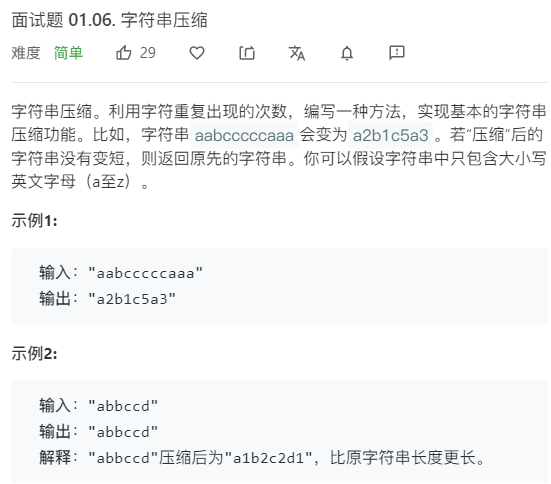 面试题 01.06. 字符串压缩
难度 简单 29
字符串压缩。利用字符重复出现的次数，编写一种方法，实现基本的字符串
压缩功能。比如，字符串 aabcccccaaa 会变为 a2b1c5a3 。若“压缩”后的
字符串没有变短，则返回原先的字符串。你可以假设字符串中只包含大小写
英文字母（a至z）。
示例1:
输入："aabcccccaaa"
输出："a2b1c5a3"
示例2:
输入："abbccd"
输出："abbccd"
解释："abbccd"压缩后为"a1b2c2d1"，比原字符串长度更长。